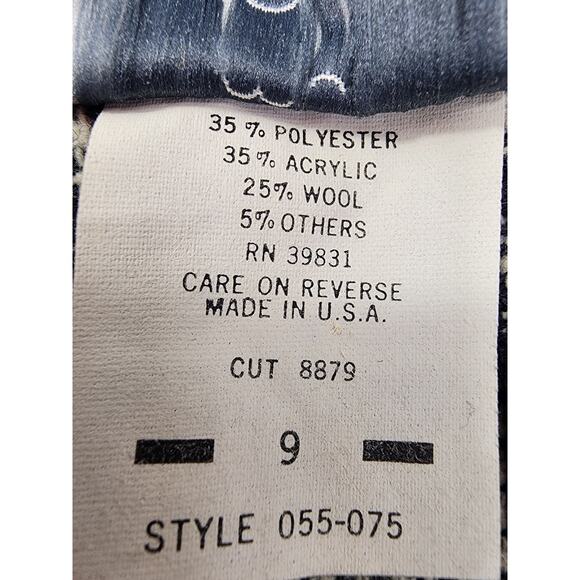 35% POLYESTER
35% ACRYLIC
25% WOOL
5% OTHERS
RN 39831
CARE ON REVERSE
MADE IN U.S.A.
CUT 8879
9
STYLE 055-075